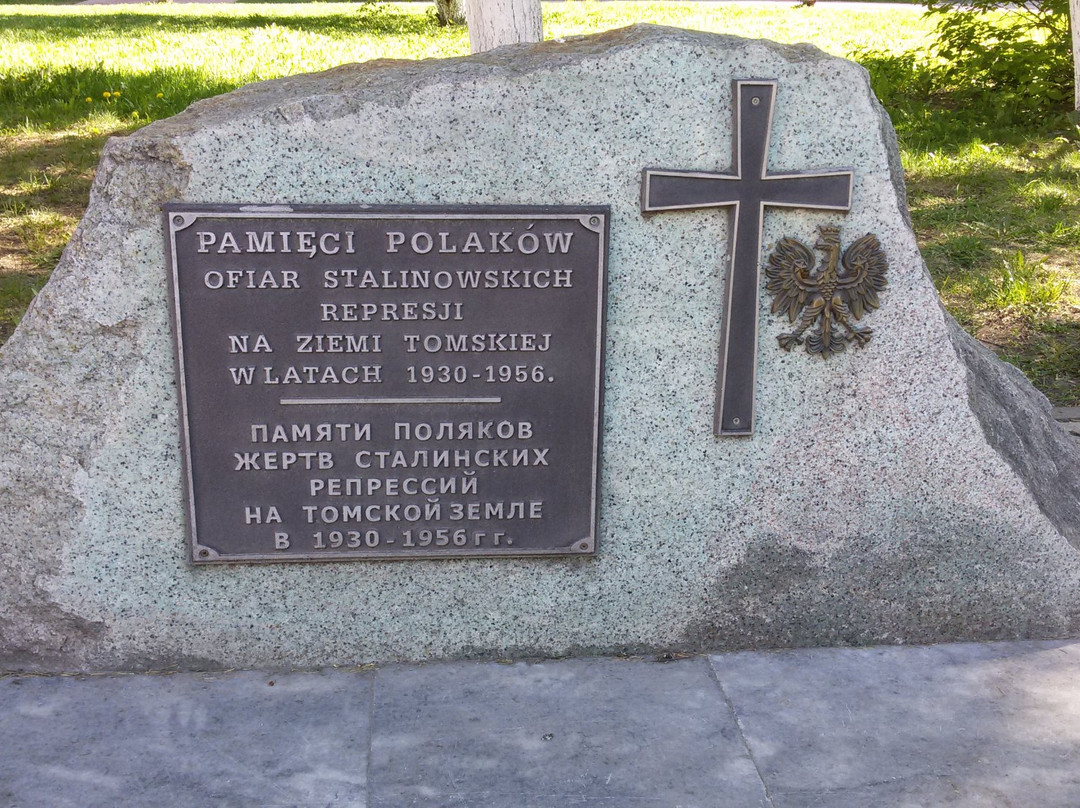 PAMIĘCI POLAKÓW
OFIAR STALINOWSKICH
REPRESJI
NA ZIEMI TOMSKIEJ
W LATACH 1930-1956.
ПАМЯТИ ПОЛЯКОВ
ЖЕРТВ СТАЛИНСКИХ
РЕПРЕССИЙ
НА ТОМСКОЙ ЗЕМЛЕ
В 1930-1956 г г.